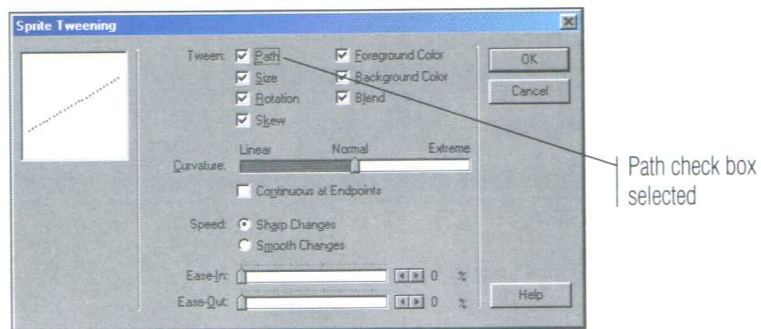 Sprite Tweening
Tween: Path Foreground Color OK
Size Background Color Cancel
Rotation Blend
Skew
Linear Normal Extreme
Curvature:
Continuous at Endpoints
Speed: Sharp Changes
Smooth Changes
Ease-In: 0 %
Ease-Out: 0 %
Help
Path check box
selected